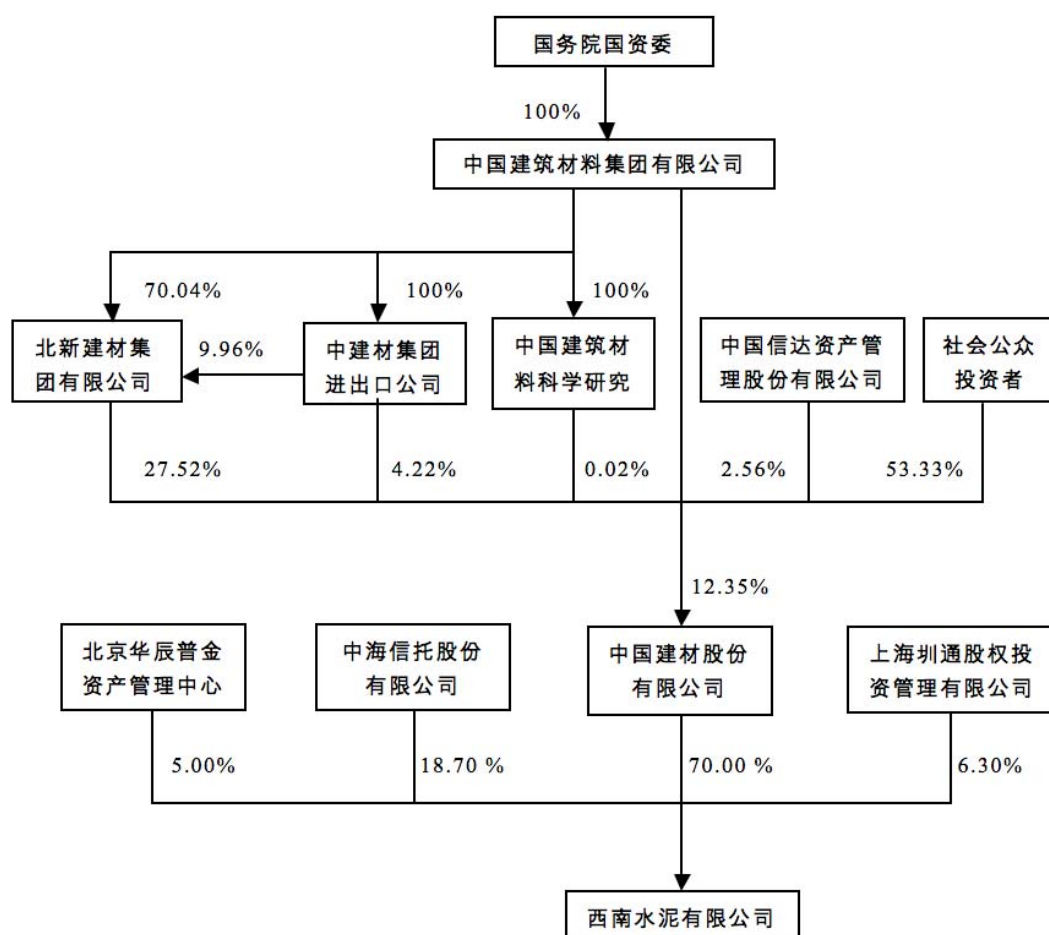 国务院国资委
100%
中国建筑材料集团有限公司
70.04%
100%
100%
北新建材集
团有限公司
9.96%
中建材集团
进出口公司
中国建筑材
料科学研究
中国信达资产管
理股份有限公司
社会公众
投资者
27.52%
4.22%
0.02%
2.56%
53.33%
12.35%
北京华辰普金
资产管理中心
中海信托股份
有限公司
中国建材股份
有限公司
上海圳通股权投
资管理有限公司
5.00%
18.70 %
70.00 %
6.30%
西南水泥有限公司